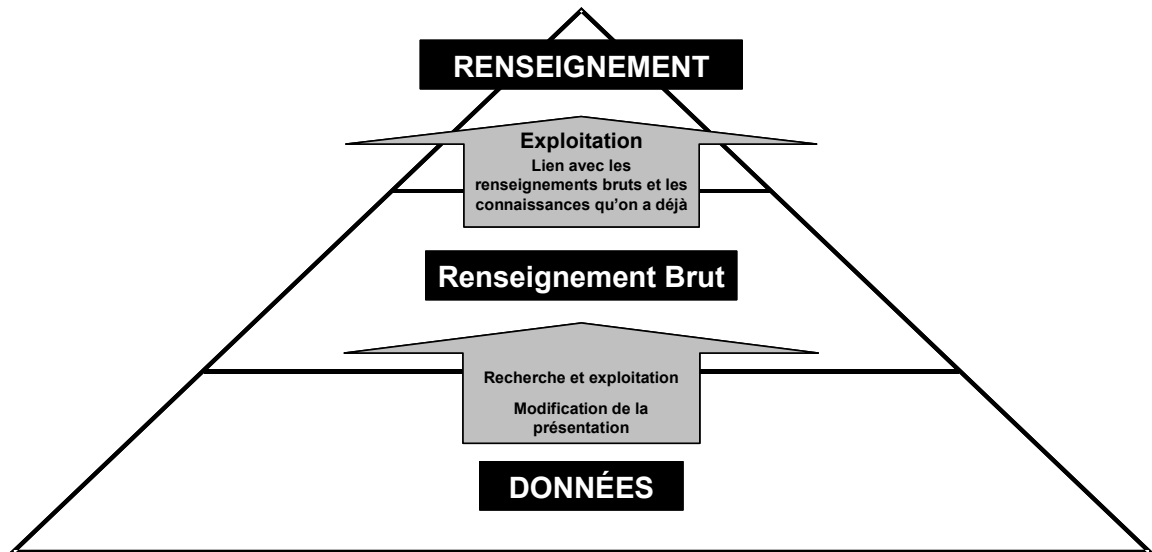 RENSEIGNEMENT
Exploitation
Lien avec les
renseignements bruts et les
connaissances qu'on a déjà
Renseignement Brut
Recherche et exploitation
Modification de la
présentation
DONNÉES